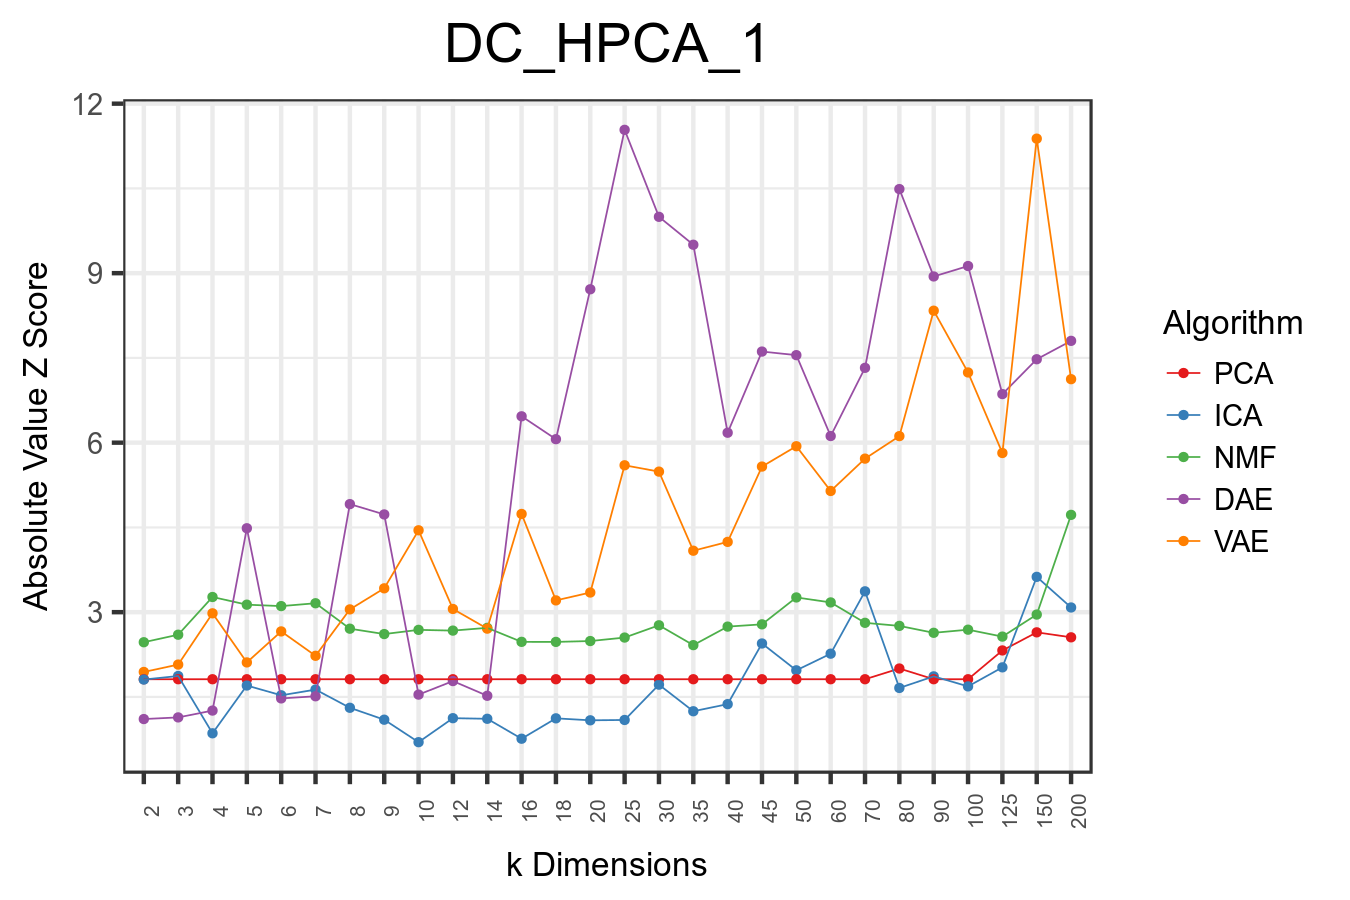 DC_HPCA_1
12
9
6
3
Absolute Value Z Score
2 3 4 5 6 7 8 9 10 12 14 16 18 20 25 30 35 40 45 50 60 70 80 90 100 125 150 200
k Dimensions
Algorithm
PCA
ICA
NMF
DAE
VAE